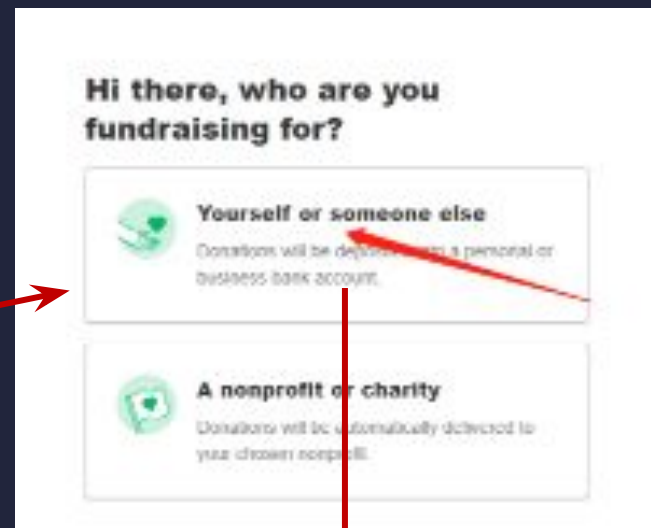 Hi there, who are you
fundraising for?
Yourself or someone else
Donations will be deposited a personal or
business bank account.
A nonprofit or charity
Donations will be automatically delivered to
your chosen nonprofit.